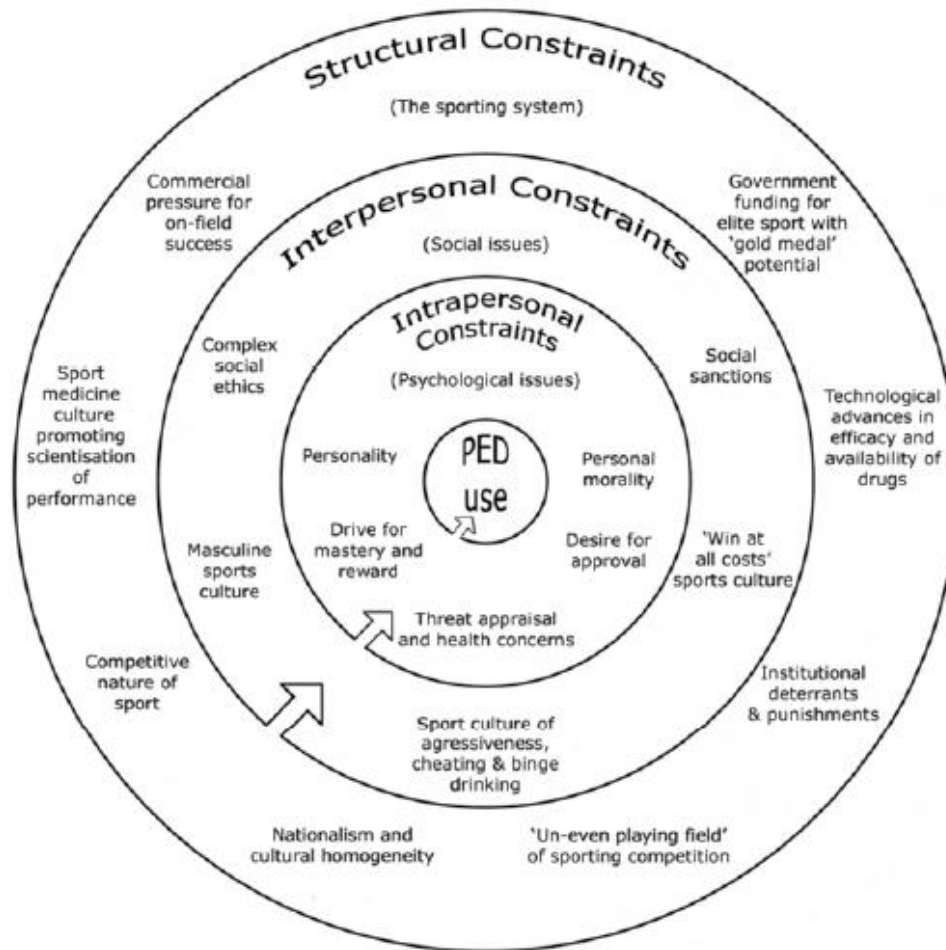 Structural Constraints
(The sporting system)
Commercial
pressure for
on-field
success
Government
funding for
elite sport with
'gold medal'
potential
Interpersonal Constraints
(Social issues)
Intrapersonal
Constraints
(Psychological issues)
Complex
social
ethics
Social
sanctions
Sport
medicine
culture
promoting
scientisation
of
performance
Technological
advances in
efficacy and
availability of
drugs
Personality
PED
use
Personal
morality
Drive for
mastery and
reward
Desire for
approval
Masculine
sports
culture
'Win at
all costs'
sports culture
Threat appraisal
and health concerns
Competitive
nature of
sport
Institutional
deterrants
& punishments
Sport culture of
agressiveness,
cheating & binge
drinking
Nationalism and
cultural homogeneity
'Un-even playing field'
of sporting competition